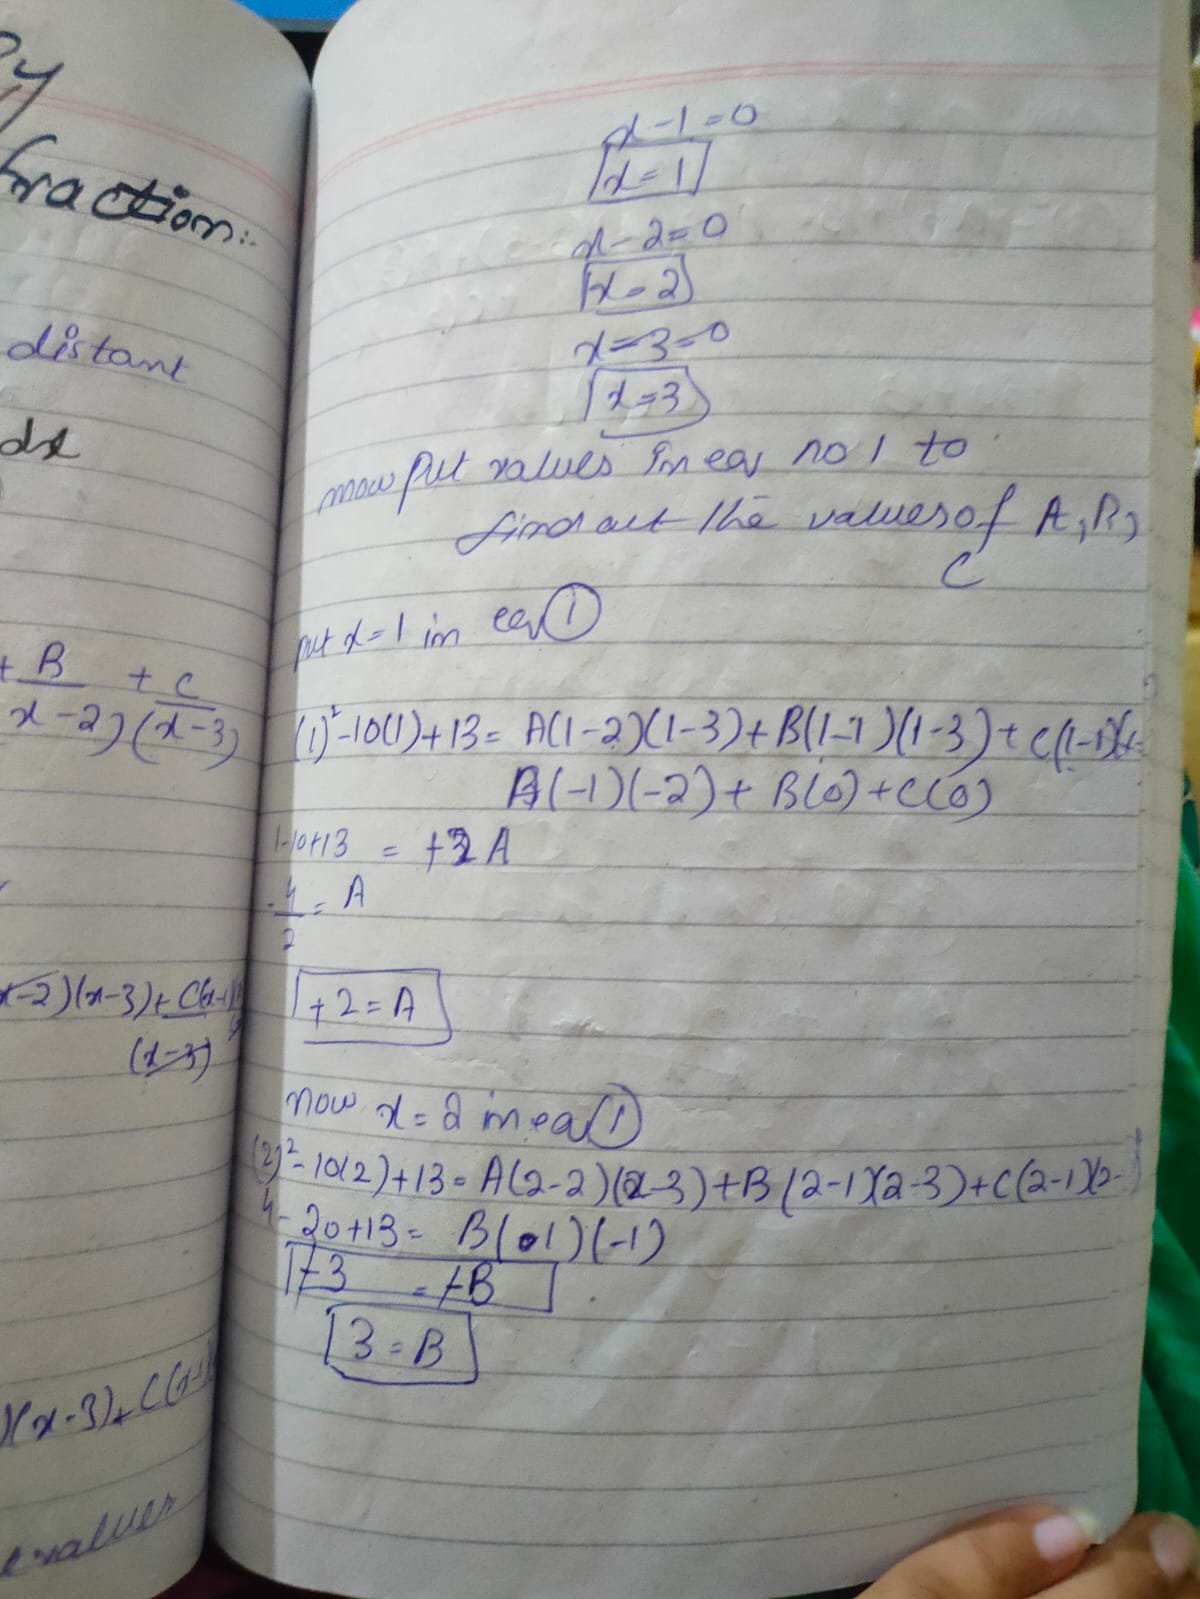 fraction:-
distant
dx
+ B + C
x-2) (x-3)
x-2)(x-3)+ C(x-1)
(x-3)
)(x-3)+ C(x-1)
values
x-1=0
x=1
x-2=0
x=2
x=3=0
x=3
now Put values in eq no 1 to
find out the values of A, B,
C
put x=1 in eq ①
(1)²-10(1)+13= A(1-2)(1-3)+B(1-1)(1-3)+C(1-1)(1-
A(-1)(-2)+ B(0)+C(0)
1-10+13 = +2A
4/2 = A
+2=A
now x=2 in eq ①
(2)²-10(2)+13=A(2-2)(2-3)+B(2-1)(2-3)+C(2-1)(2-
4-20+13= B(1)(-1)
-3 = -B
3=B